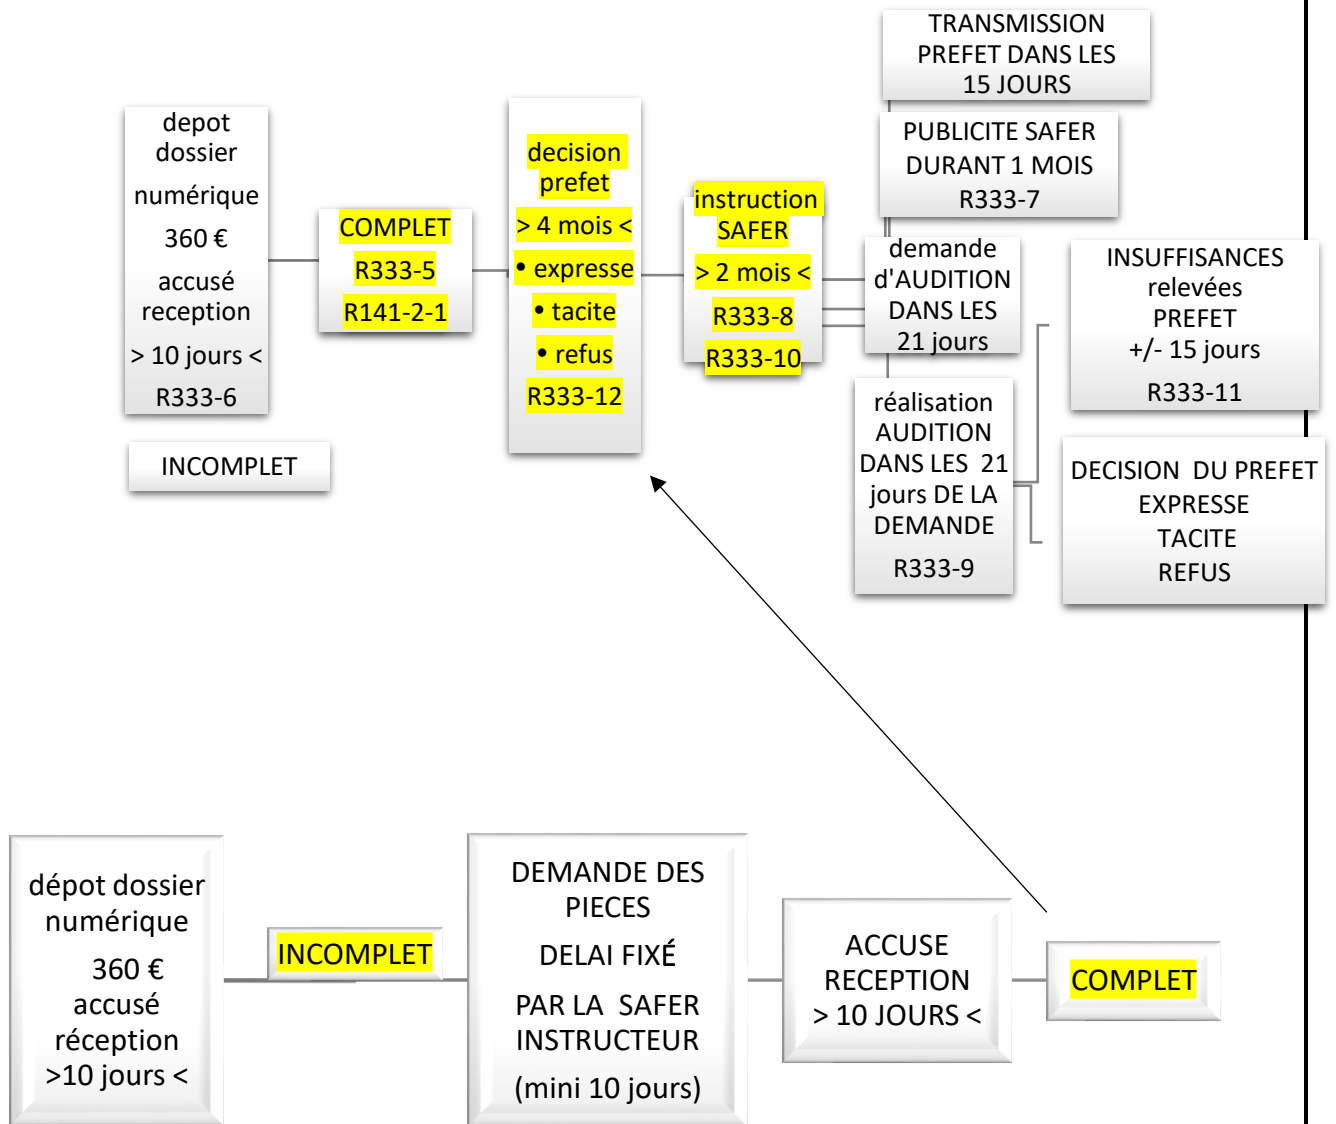 depot
dossier
numérique
360 €
accusé
reception
> 10 jours <
R333-6
INCOMPLET
COMPLET
R333-5
R141-2-1
decision
prefet
> 4 mois <
• expresse
• tacite
• refus
R333-12
instruction
SAFER
> 2 mois <
R333-8
R333-10
TRANSMISSION
PREFET DANS LES
15 JOURS
PUBLICITE SAFER
DURANT 1 MOIS
R333-7
demande
d'AUDITION
DANS LES
21 jours
réalisation
AUDITION
DANS LES 21
jours DE LA
DEMANDE
R333-9
INSUFFISANCES
relevées
PREFET
+/- 15 jours
R333-11
DECISION DU PREFET
EXPRESSE
TACITE
REFUS
dépot dossier
numérique
360 €
accusé
réception
>10 jours <
INCOMPLET
DEMANDE DES
PIECES
DELAI FIXÉ
PAR LA SAFER
INSTRUCTEUR
(mini 10 jours)
ACCUSE
RECEPTION
> 10 JOURS <
COMPLET